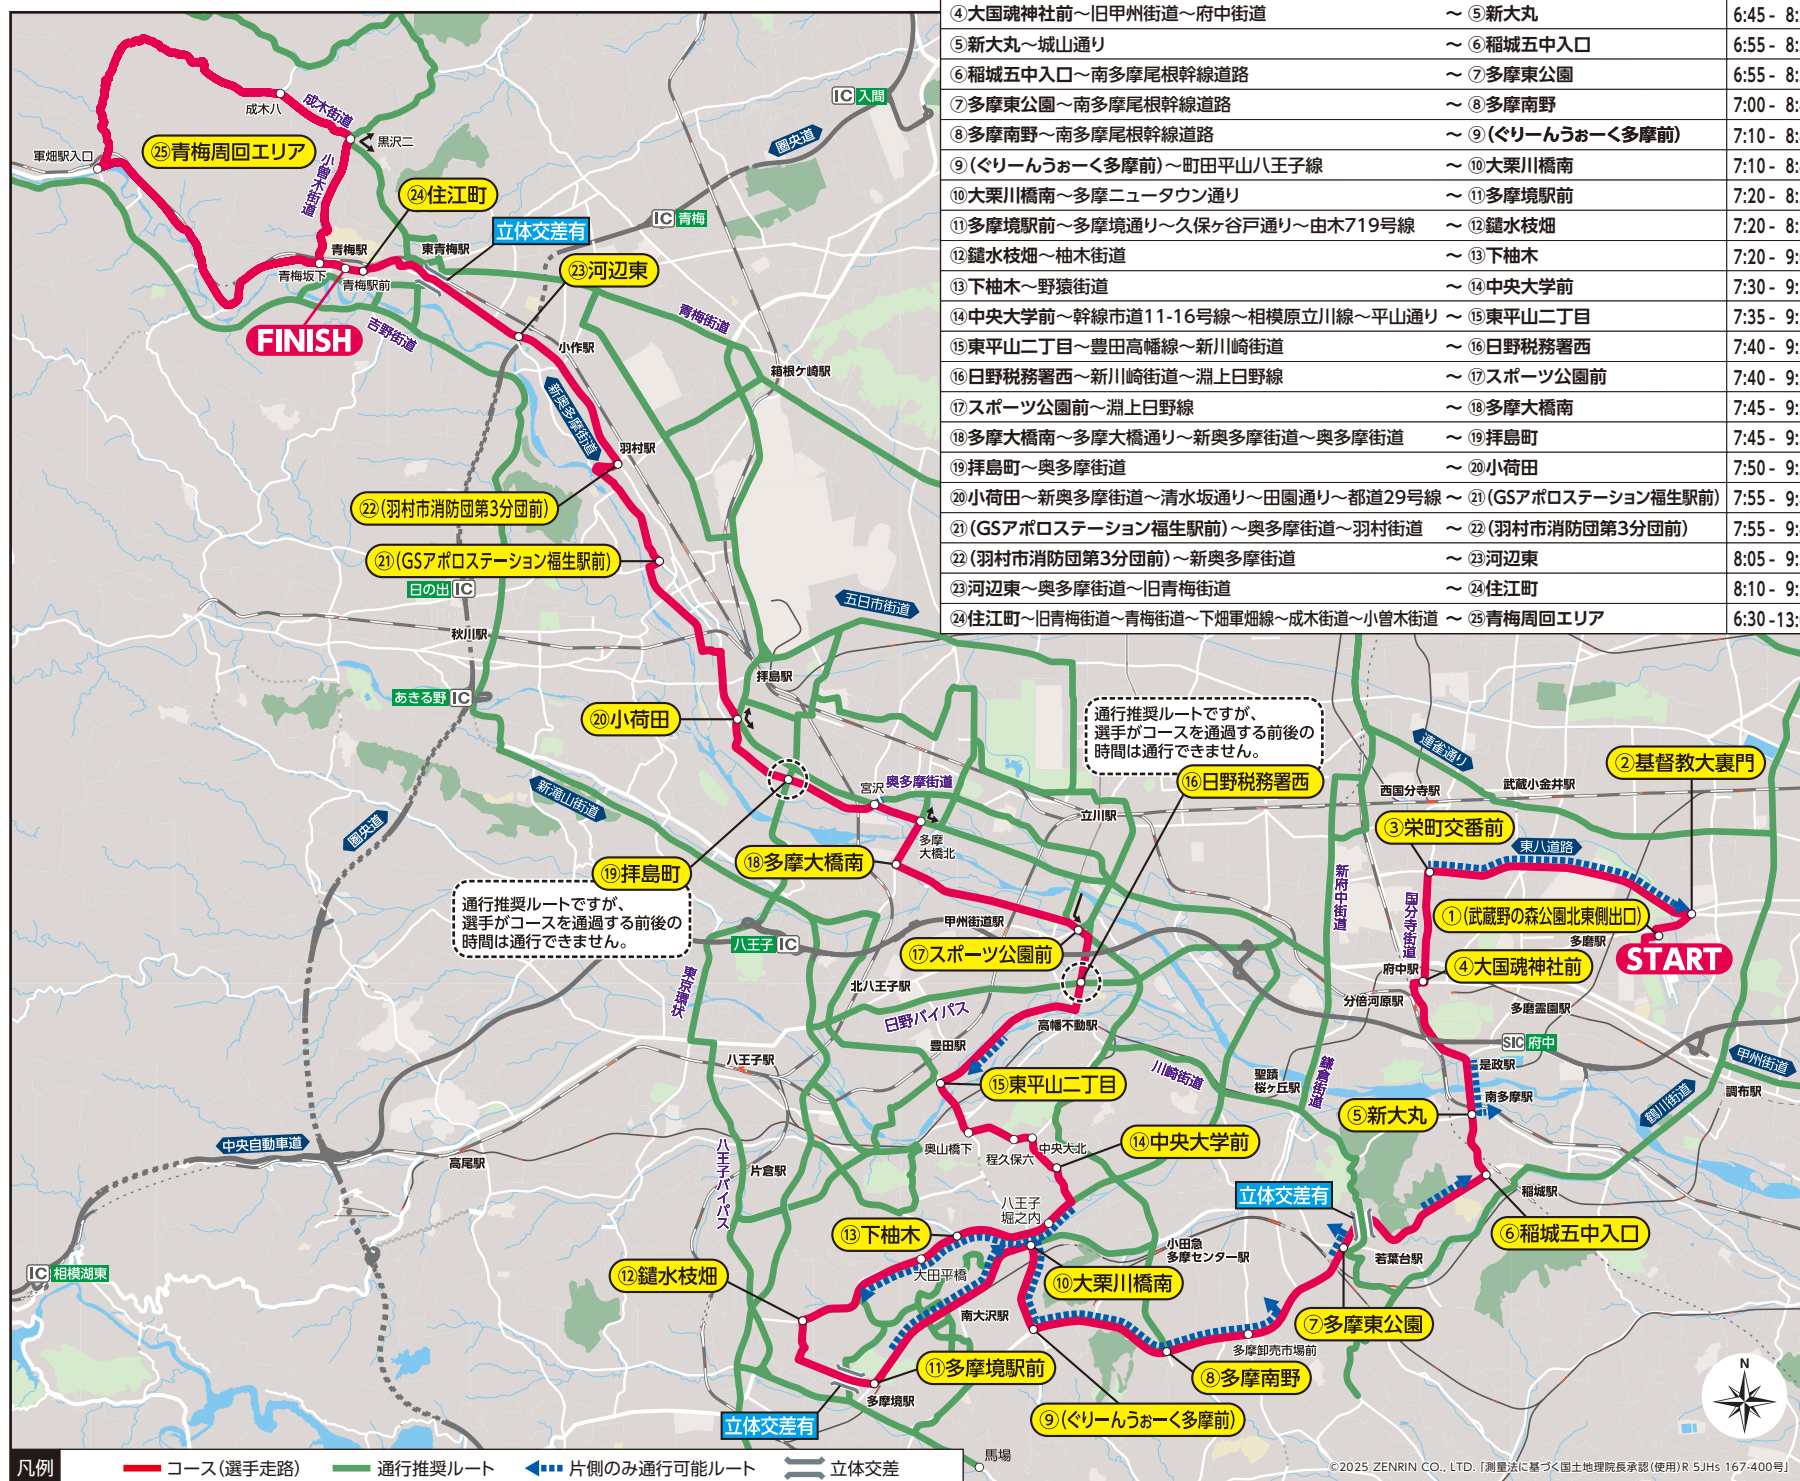 ④大国魂神社前～旧甲州街道～府中街道 ～ ⑤新大丸 6:45 - 8:
⑤新大丸～城山通り ～ ⑥稲城五中入口 6:55 - 8:
⑥稲城五中入口～南多摩尾根幹線道路 ～ ⑦多摩東公園 6:55 - 8:
⑦多摩東公園～南多摩尾根幹線道路 ～ ⑧多摩南野 7:00 - 8:
⑧多摩南野～南多摩尾根幹線道路 ～ ⑨(ぐりーんうぉーく多摩前) 7:10 - 8:
⑨(ぐりーんうぉーく多摩前)～町田平山八王子線 ～ ⑩大栗川橋南 7:10 - 8:
⑩大栗川橋南～多摩ニュータウン通り ～ ⑪多摩境駅前 7:20 - 8:
⑪多摩境駅前～多摩境通り～久保ヶ谷戸通り～由木719号線 ～ ⑫鑓水枝畑 7:20 - 8:
⑫鑓水枝畑～柚木街道 ～ ⑬下柚木 7:20 - 9:
⑬下柚木～野猿街道 ～ ⑭中央大学前 7:30 - 9:
⑭中央大学前～幹線市道11-16号線～相模原立川線～平山通り ～ ⑮東平山二丁目 7:35 - 9:
⑮東平山二丁目～豊田高幡線～新川崎街道 ～ ⑯日野税務署西 7:40 - 9:
⑯日野税務署西～新川崎街道～淵上日野線 ～ ⑰スポーツ公園前 7:40 - 9:
⑰スポーツ公園前～淵上日野線 ～ ⑱多摩大橋南 7:45 - 9:
⑱多摩大橋南～多摩大橋通り～新奥多摩街道～奥多摩街道 ～ ⑲拝島町 7:45 - 9:
⑲拝島町～奥多摩街道 ～ ⑳小荷田 7:50 - 9:
⑳小荷田～新奥多摩街道～清水坂通り～田園通り～都道29号線 ～ ㉑(GSアポロステーション福生駅前) 7:55 - 9:
㉑(GSアポロステーション福生駅前)～奥多摩街道～羽村街道 ～ ㉒(羽村市消防団第3分団前) 7:55 - 9:
㉒(羽村市消防団第3分団前)～新奥多摩街道 ～ ㉓河辺東 8:05 - 9:
㉓河辺東～奥多摩街道～旧青梅街道 ～ ㉔住江町 8:10 - 9:
㉔住江町～旧青梅街道～青梅街道～下畑軍畑線～成木街道～小曽木街道 ～ ㉕青梅周回エリア 6:30 -13:
成木八
成木街道
黒沢二
㉕青梅周回エリア
軍畑駅入口
小曽木街道
㉔住江町
立体交差有
圏央道
IC 入間
IC 青梅
青梅駅
東青梅駅
㉓河辺東
青梅坂下
青梅駅前
FINISH
吉野街道
青梅街道
小作駅
箱根ケ崎駅
新奥多摩街道
羽村駅
㉒(羽村市消防団第3分団前)
㉑(GSアポロステーション福生駅前)
日の出 IC
五日市街道
秋川駅
拝島駅
あきる野 IC
⑳小荷田
通行推奨ルートですが、
選手がコースを通過する前後の
時間は通行できません。
⑯日野税務署西
連雀通り
②基督教大裏門
武蔵小金井駅
西国分寺駅
③栄町交番前
東八道路
新滝山街道
圏央道
宮沢
奥多摩街道
立川駅
多摩
大橋北
⑱多摩大橋南
⑲拝島町
通行推奨ルートですが、
選手がコースを通過する前後の
時間は通行できません。
新府中街道
国分寺街道
①(武蔵野の森公園北東側出口)
多磨駅
START
甲州街道駅
八王子 IC
⑰スポーツ公園前
④大国魂神社前
府中駅
東京環状
北八王子駅
分倍河原駅
多磨霊園駅
日野バイパス
高幡不動駅
SIC 府中
豊田駅
八王子駅
甲州街道
是政駅
川崎街道
聖蹟
桜ヶ丘駅
鎌倉街道
⑮東平山二丁目
南多摩駅
調布駅
鶴川街道
⑤新大丸
中央自動車道
高尾駅
片倉駅
八王子バイパス
奥山橋下
程久保六
中央大北
⑭中央大学前
立体交差有
稲城駅
八王子
堀之内
⑬下柚木
⑥稲城五中入口
小田急
多摩センター駅
若葉台駅
IC 相模湖東
⑫鑓水枝畑
大田平橋
⑩大栗川橋南
南大沢駅
⑦多摩東公園
多摩卸売市場前
⑪多摩境駅前
⑧多摩南野
多摩境駅
⑨(ぐりーんうぉーく多摩前)
立体交差有
馬場
N
凡例 コース(選手走路) 通行推奨ルート 片側のみ通行可能ルート 立体交差
©2025 ZENRIN CO., LTD.「測量法に基づく国土地理院長承認(使用)R 5JHs 167-400号」